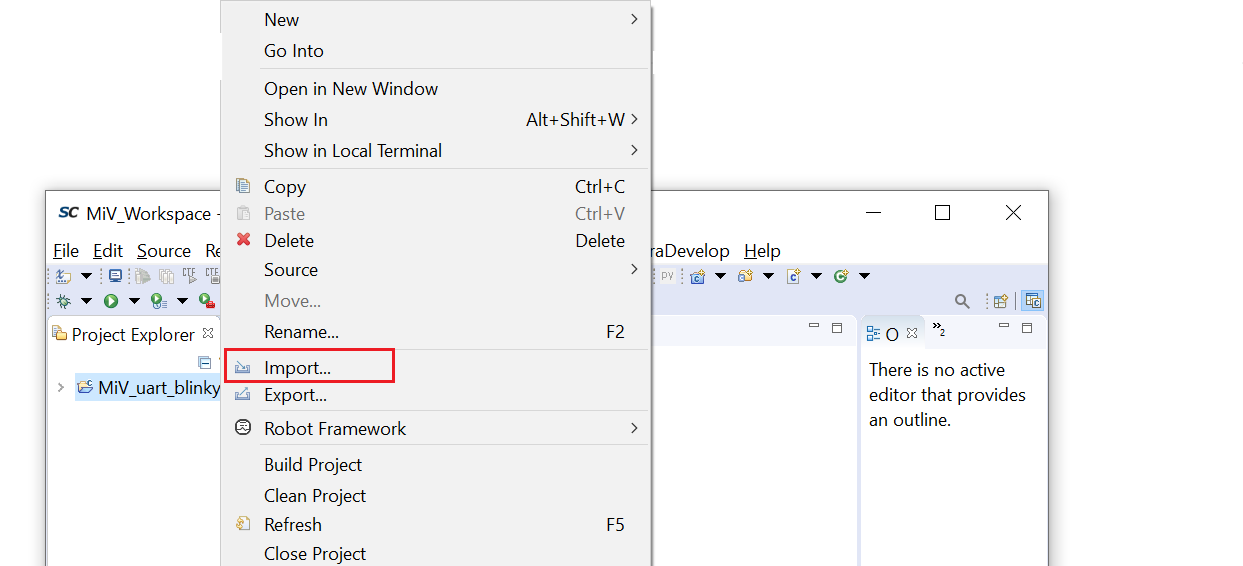 New
Go Into
Open in New Window
Show In Alt+Shift+W
Show in Local Terminal
Copy Ctrl+C
Paste Ctrl+V
Delete Delete
Source
Move...
Rename... F2
Import...
Export...
Robot Framework
Build Project
Clean Project
Refresh F5
Close Project
SC MiV_Workspace -
File Edit Source Re
raDevelop Help
Project Explorer
MiV_uart_blinky
O
»2
There is no active
editor that provides
an outline.